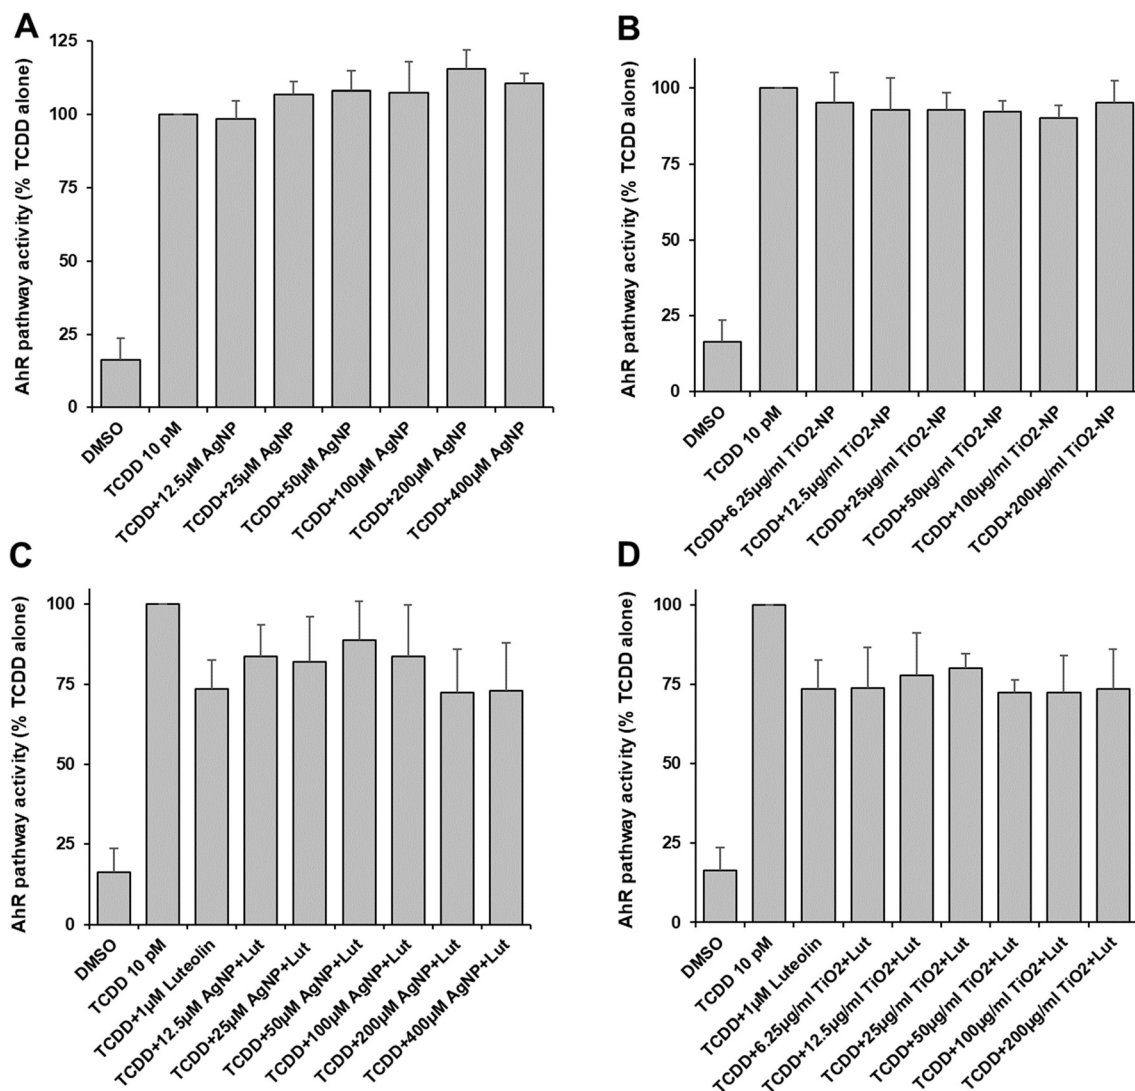 A
AhR pathway activity (% TCDD alone)
125
100
75
50
25
0
DMSO
TCDD 10 pM
TCDD+12.5µM AgNP
TCDD+25µM AgNP
TCDD+50µM AgNP
TCDD+100µM AgNP
TCDD+200µM AgNP
TCDD+400µM AgNP
B
AhR pathway activity (% TCDD alone)
100
75
50
25
0
DMSO
TCDD 10 pM
TCDD+6.25µg/ml TiO2-NP
TCDD+12.5µg/ml TiO2-NP
TCDD+25µg/ml TiO2-NP
TCDD+50µg/ml TiO2-NP
TCDD+100µg/ml TiO2-NP
TCDD+200µg/ml TiO2-NP
C
AhR pathway activity (% TCDD alone)
100
75
50
25
0
DMSO
TCDD 10 pM
TCDD+1µM Luteolin
TCDD+12.5µM AgNP+Lut
TCDD+25µM AgNP+Lut
TCDD+50µM AgNP+Lut
TCDD+100µM AgNP+Lut
TCDD+200µM AgNP+Lut
TCDD+400µM AgNP+Lut
D
AhR pathway activity (% TCDD alone)
100
75
50
25
0
DMSO
TCDD 10 pM
TCDD+1µM Luteolin
TCDD+6.25µg/ml TiO2+Lut
TCDD+12.5µg/ml TiO2+Lut
TCDD+25µg/ml TiO2+Lut
TCDD+50µg/ml TiO2+Lut
TCDD+100µg/ml TiO2+Lut
TCDD+200µg/ml TiO2+Lut